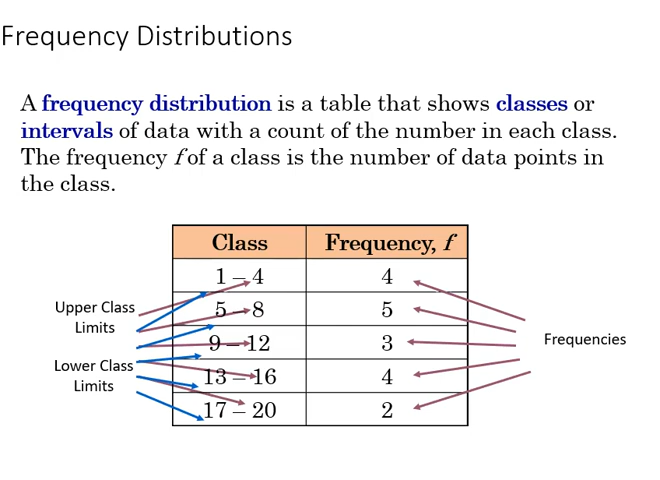 Frequency Distributions
A frequency distribution is a table that shows classes or
intervals of data with a count of the number in each class.
The frequency f of a class is the number of data points in
the class.
Class Frequency, f
1 – 4 4
5 – 8 5
9 – 12 3
13 – 16 4
17 – 20 2
Upper Class
Limits
Lower Class
Limits
Frequencies